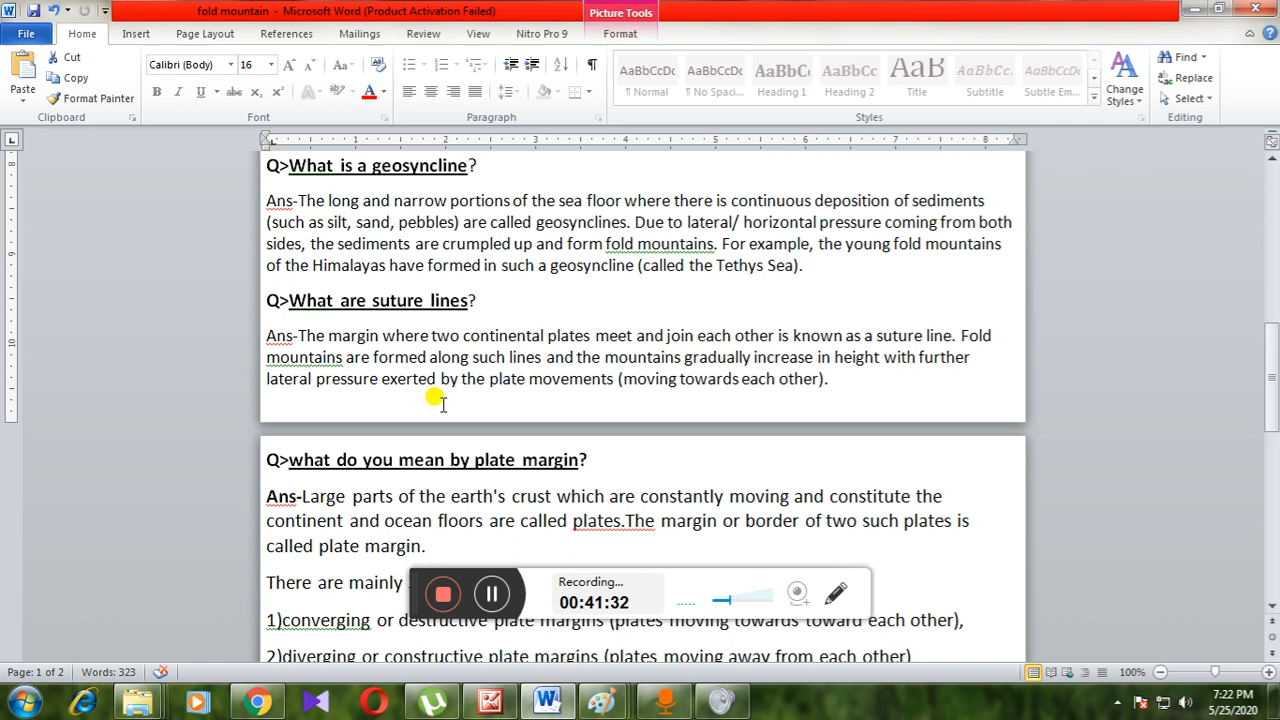 fold mountain - Microsoft Word (Product Activation Failed)
Picture Tools
File Home Insert Page Layout References Mailings Review View Nitro Pro 9 Format
Paste
Cut
Copy
Format Painter
Clipboard
Calibri (Body) 16
Font
Paragraph
AaBbCcDc AaBbCcDc AaBbCc AaBbCc AaB AaBbCcDc AaBbCcDc
¶ Normal ¶ No Spaci... Heading 1 Heading 2 Title Subtitle Subtle Em...
Change Styles
Styles
Find
Replace
Select
Editing
Q>What is a geosyncline?
Ans-The long and narrow portions of the sea floor where there is continuous deposition of sediments
(such as silt, sand, pebbles) are called geosynclines. Due to lateral/ horizontal pressure coming from both
sides, the sediments are crumpled up and form fold mountains. For example, the young fold mountains
of the Himalayas have formed in such a geosyncline (called the Tethys Sea).
Q>What are suture lines?
Ans-The margin where two continental plates meet and join each other is known as a suture line. Fold
mountains are formed along such lines and the mountains gradually increase in height with further
lateral pressure exerted by the plate movements (moving towards each other).
Q>what do you mean by plate margin?
Ans-Large parts of the earth's crust which are constantly moving and constitute the
continent and ocean floors are called plates.The margin or border of two such plates is
called plate margin.
There are mainly
1)converging or destructive plate margins (plates moving towards toward each other),
2)diverging or constructive plate margins (plates moving away from each other)
Recording...
00:41:32
Page: 1 of 2 Words: 323
100%
7:22 PM
5/25/2020